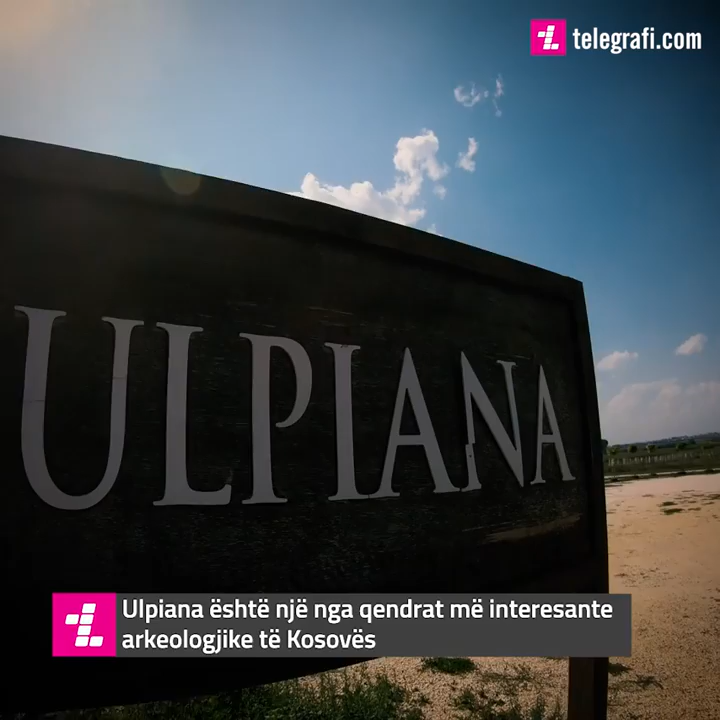 telegrafi.com
ULPIANA
Ulpiana është një nga qendrat më interesante
arkeologjike të Kosovës